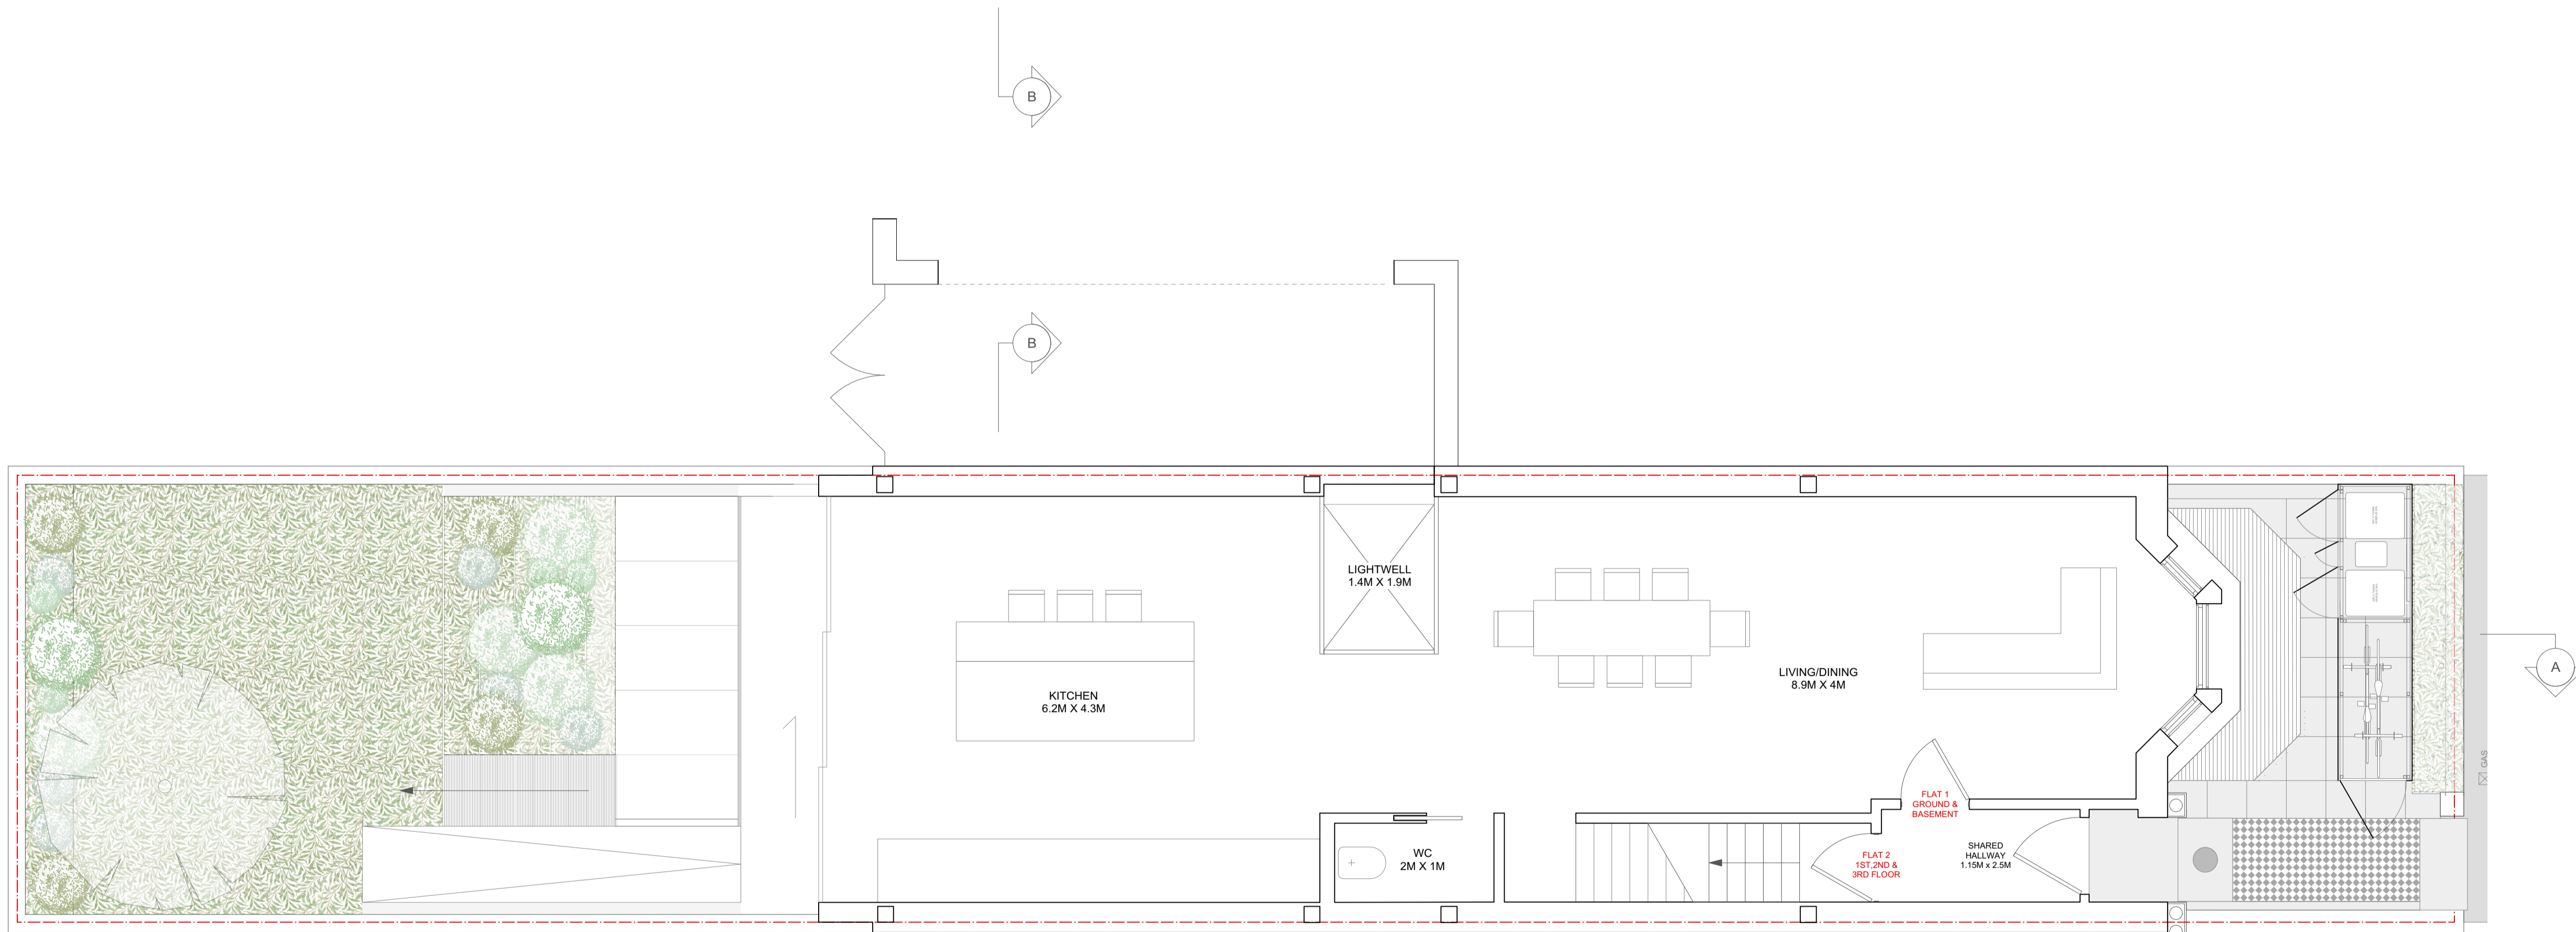 B
B
LIGHTWELL
1.4M X 1.9M
LIVING/DINING
8.9M X 4M
KITCHEN
6.2M X 4.3M
A
GAS
FLAT 1
GROUND &
BASEMENT
WC
2M X 1M
FLAT 2
1ST,2ND &
3RD FLOOR
SHARED
HALLWAY
1.15M x 2.5M